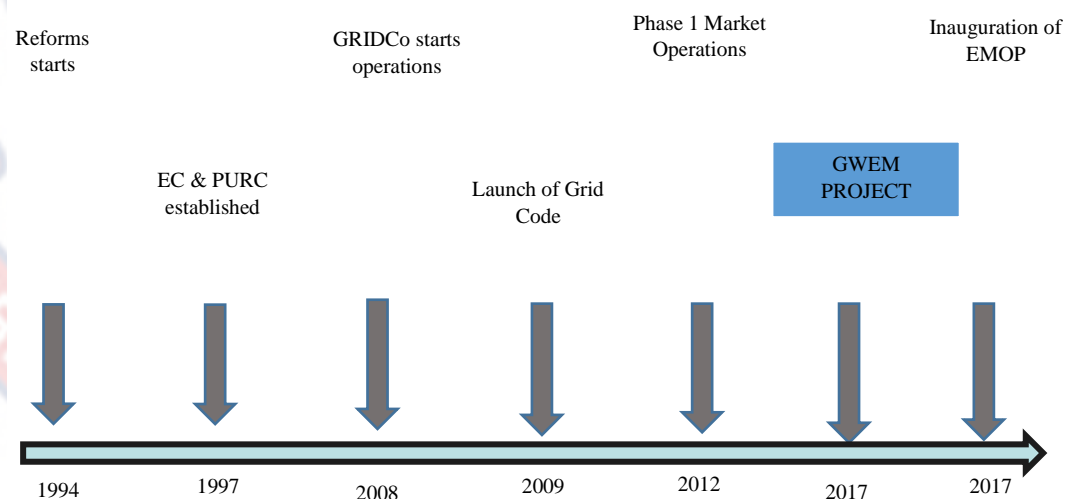 Reforms
starts
GRIDCo starts
operations
Phase 1 Market
Operations
Inauguration of
EMOP
EC & PURC
established
Launch of Grid
Code
GWEM
PROJECT
1994
1997
2008
2009
2012
2017
2017